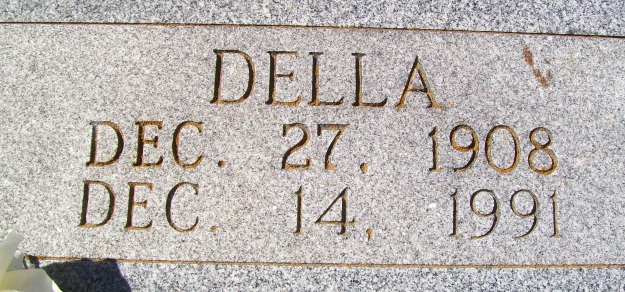 DELLA
DEC. 27, 1908
DEC. 14, 1991